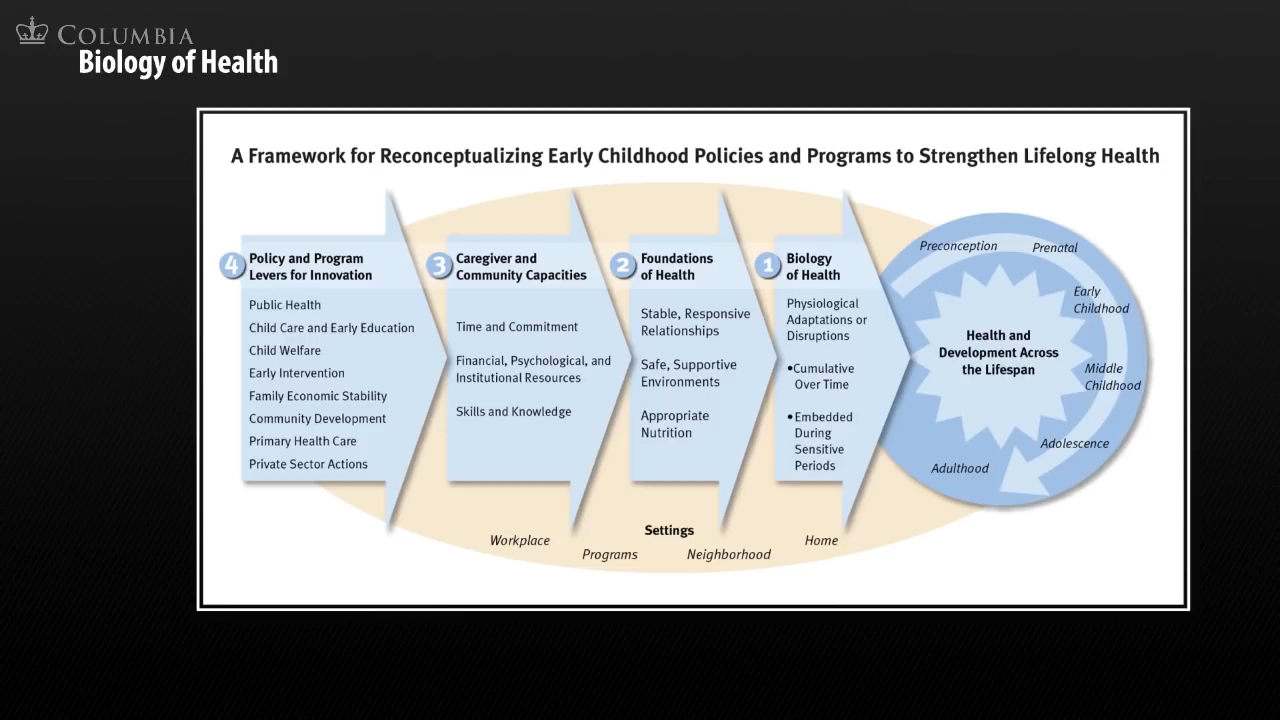 COLUMBIA
Biology of Health
A Framework for Reconceptualizing Early Childhood Policies and Programs to Strengthen Lifelong Health
4 Policy and Program
Levers for Innovation
Public Health
Child Care and Early Education
Child Welfare
Early Intervention
Family Economic Stability
Community Development
Primary Health Care
Private Sector Actions
3 Caregiver and
Community Capacities
Time and Commitment
Financial, Psychological, and
Institutional Resources
Skills and Knowledge
2 Foundations
of Health
Stable, Responsive
Relationships
Safe, Supportive
Environments
Appropriate
Nutrition
1 Biology
of Health
Physiological
Adaptations or
Disruptions
•Cumulative
Over Time
•Embedded
During
Sensitive
Periods
Preconception
Prenatal
Early
Childhood
Middle
Childhood
Adolescence
Adulthood
Health and
Development Across
the Lifespan
Settings
Workplace
Programs
Neighborhood
Home